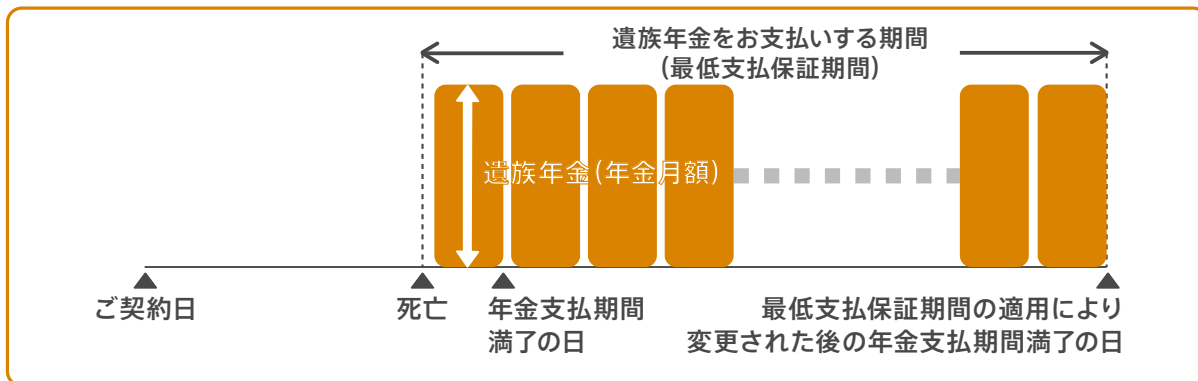 遺族年金をお支払いする期間
(最低支払保証期間)
遺族年金(年金月額)
ご契約日
死亡
年金支払期間
満了の日
最低支払保証期間の適用により
変更された後の年金支払期間満了の日